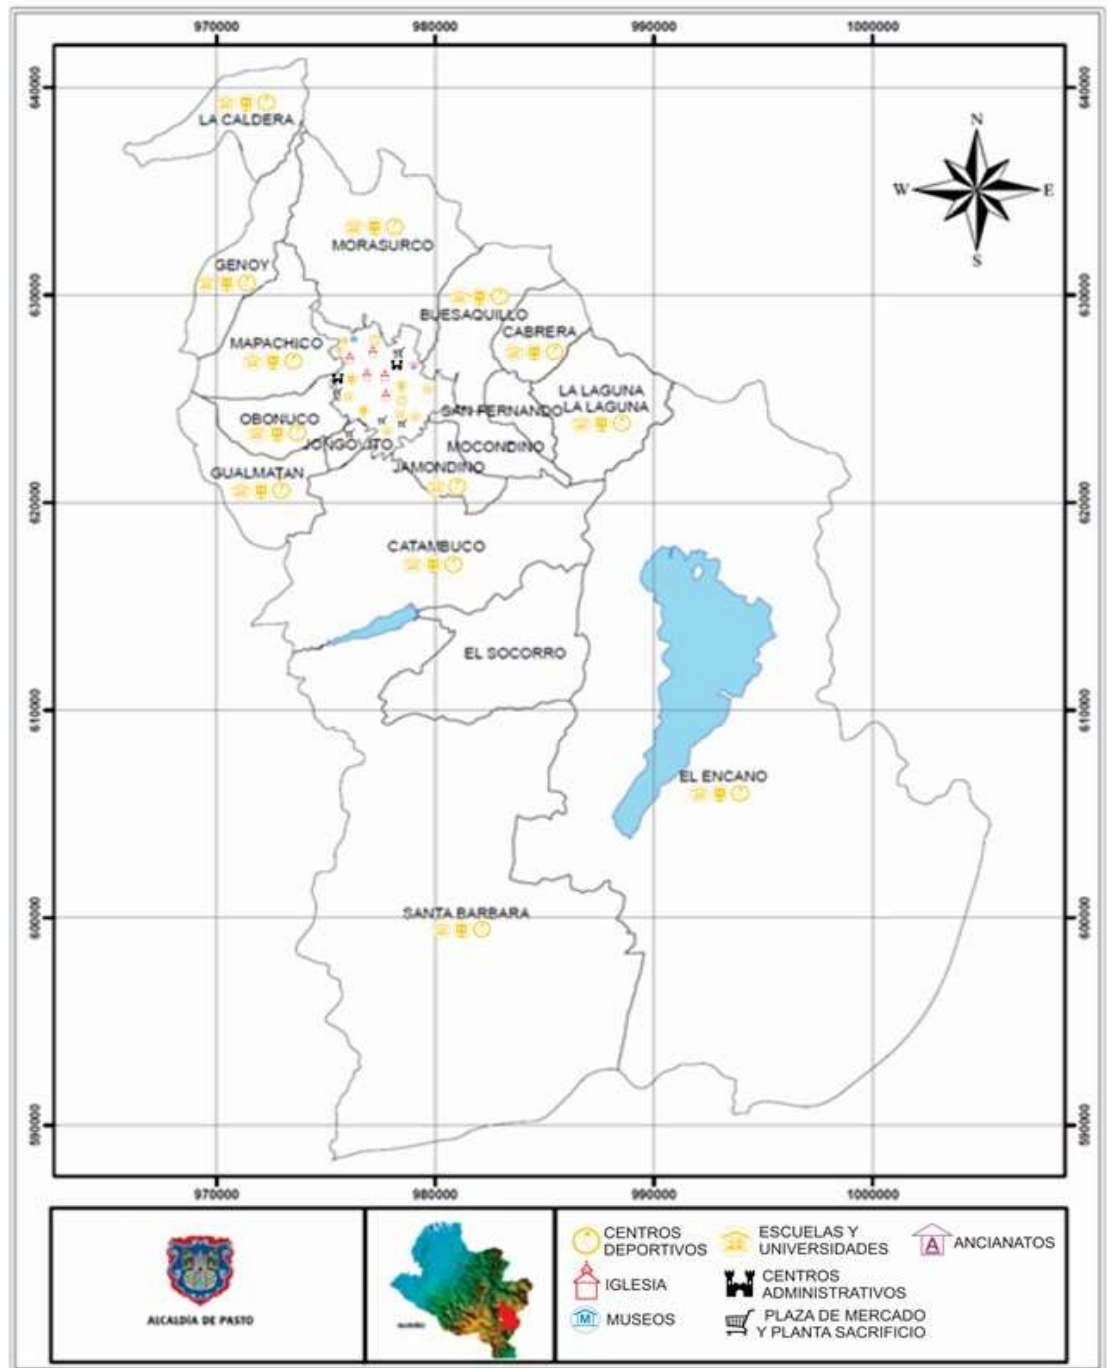 970000 980000 990000 1000000
640000 640000
LA CALDERA
N
W E
S
MORASURCO
GENOY
630000 630000
BUESAQUILLO
CABRERA
MAPACHICO
LA LAGUNA
LA LAGUNA
SAN FERNANDO
OBONUCO
JONGOVITO
MOCONDINO
JAMONDINO
GUALMATAN
620000 620000
CATAMBUCO
EL SOCORRO
610000 610000
EL ENCANO
SANTA BARBARA
600000 600000
590000 590000
970000 980000 990000 1000000
ALCALDÍA DE PASTO
CENTROS
DEPORTIVOS
IGLESIA
M MUSEOS
ESCUELAS Y
UNIVERSIDADES
CENTROS
ADMINISTRATIVOS
PLAZA DE MERCADO
Y PLANTA SACRIFICIO
A ANCIANATOS